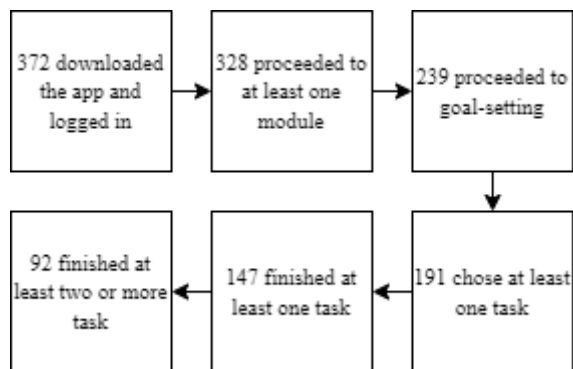 372 downloaded
the app and
logged in
328 proceeded to
at least one
module
239 proceeded to
goal-setting
191 chose at least
one task
147 finished at
least one task
92 finished at
least two or more
task